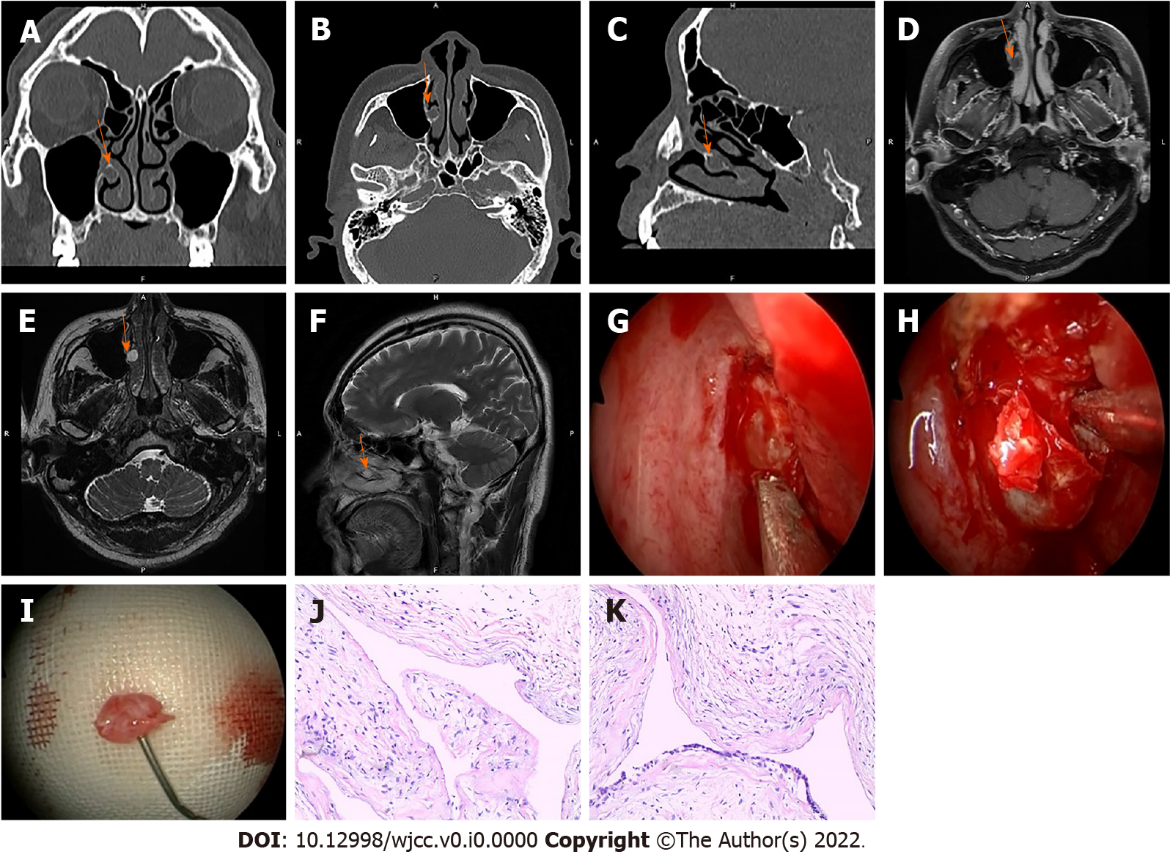 A
B
C
D
H
A
H
A
R
L
R
L
A
P
R
L
F
P
F
P
E
F
G
H
A
H
R
L
A
P
P
F
I
J
K
DOI: 10.12998/wjcc.v0.i0.0000 Copyright ©The Author(s) 2022.